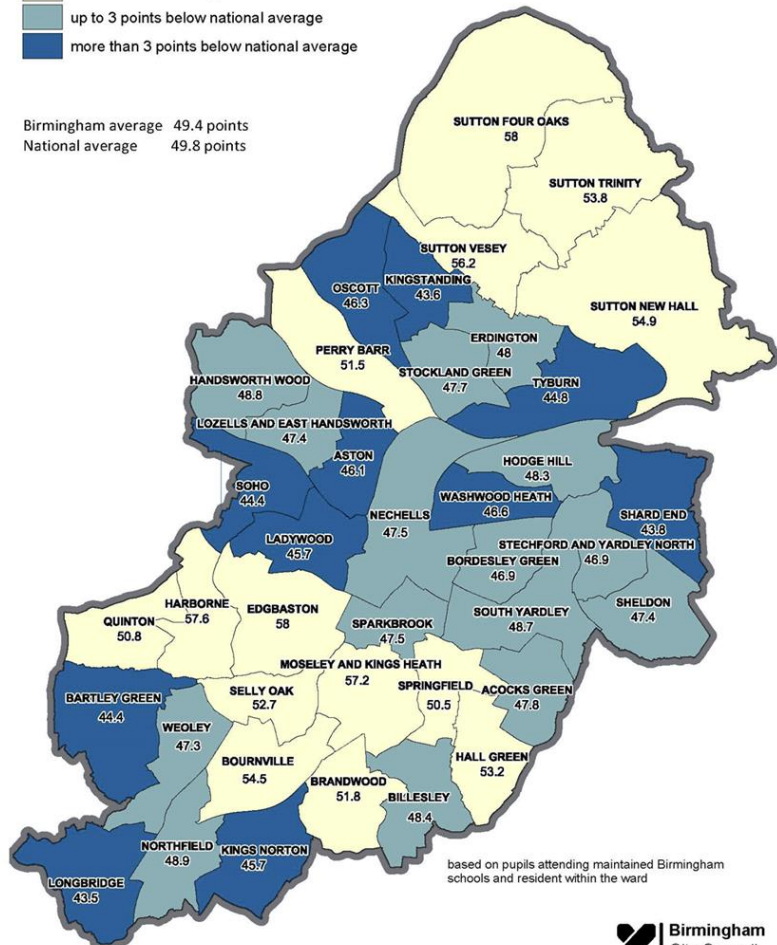 up to 3 points below national average
more than 3 points below national average
Birmingham average 49.4 points
National average 49.8 points
SUTTON FOUR OAKS
58
SUTTON TRINITY
53.8
SUTTON VESEY
56.2
OSCOTT
46.3
KINGSTANDING
43.6
SUTTON NEW HALL
54.9
PERRY BARR
51.5
ERDINGTON
48
STOCKLAND GREEN
47.7
TYBURN
44.8
HANDSWORTH WOOD
48.8
LOZELLS AND EAST HANDSWORTH
47.4
ASTON
46.1
HODGE HILL
48.3
SOHO
44.4
WASHWOOD HEATH
46.6
NECHELLS
47.5
SHARD END
43.8
LADYWOOD
45.7
STECHFORD AND YARDLEY NORTH
46.9
BORDESLEY GREEN
46.9
HARBORNE
57.6
EDGBASTON
58
QUINTON
50.8
SPARKBROOK
47.5
SOUTH YARDLEY
48.7
SHELDON
47.4
MOSELEY AND KINGS HEATH
57.2
SELLY OAK
52.7
SPRINGFIELD
50.5
ACOCKS GREEN
47.8
BARTLEY GREEN
44.4
WEOLEY
47.3
BOURNVILLE
54.5
HALL GREEN
53.2
BRANDWOOD
51.8
BILLESLEY
48.4
NORTHFIELD
48.9
KINGS NORTON
45.7
LONGBRIDGE
43.5
based on pupils attending maintained Birmingham
schools and resident within the ward
Birmingham